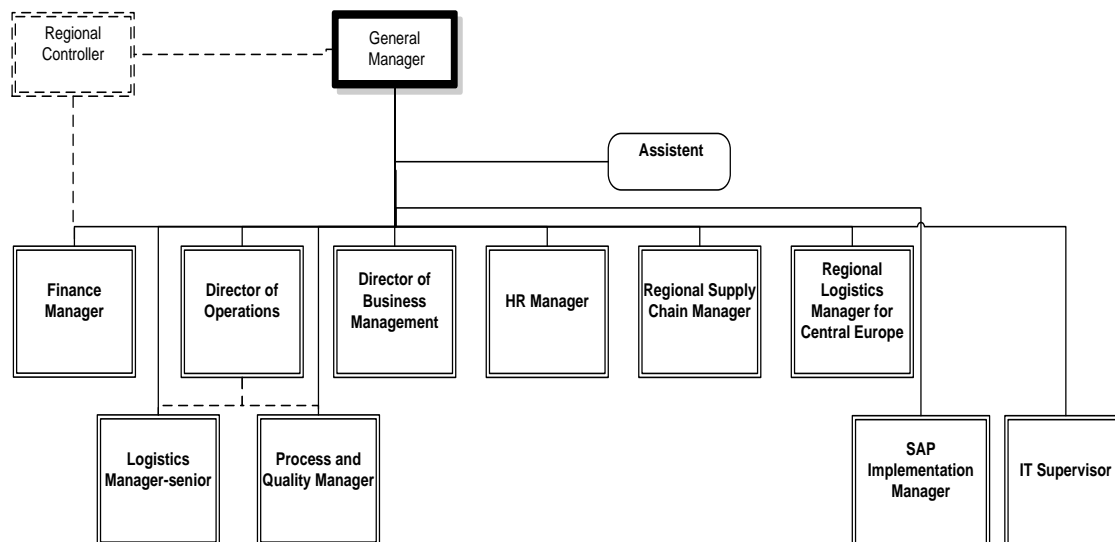 Regional
Controller
General
Manager
Assistent
Finance
Manager
Director of
Operations
Director of
Business
Management
HR Manager
Regional Supply
Chain Manager
Regional
Logistics
Manager for
Central Europe
Logistics
Manager-senior
Process and
Quality Manager
SAP
Implementation
Manager
IT Supervisor